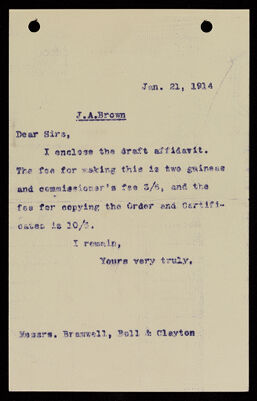 Jan. 21, 1914
J.A.Brown
Dear Sirs,
I enclose the draft affidavit.
The fee for making this is two guineas
and commissioner's fee 3/6, and the
fee for copying the Order and Certifi-
cates is 10/6.
I remain,
Yours very truly,
Messrs. Bramwell, Bell & Clayton